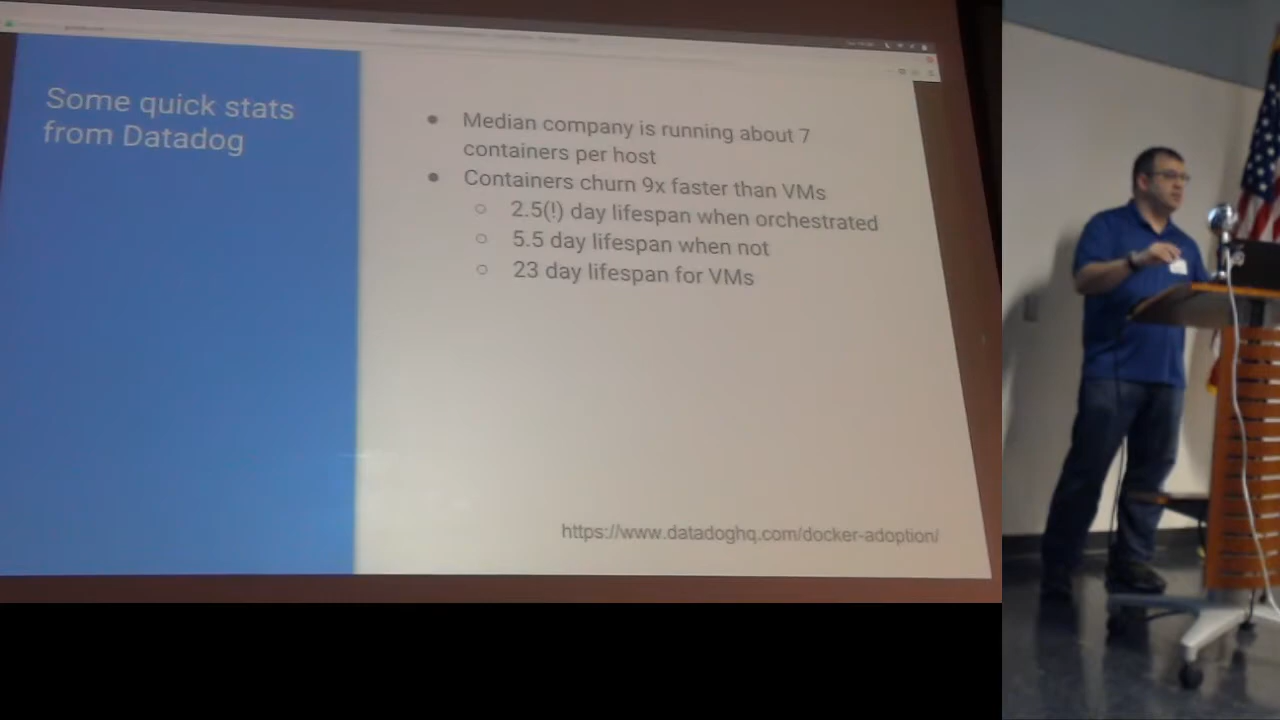 Some quick stats
from Datadog
● Median company is running about 7
containers per host
● Containers churn 9x faster than VMs
○ 2.5(!) day lifespan when orchestrated
○ 5.5 day lifespan when not
○ 23 day lifespan for VMs
https://www.datadoghq.com/docker-adoption/